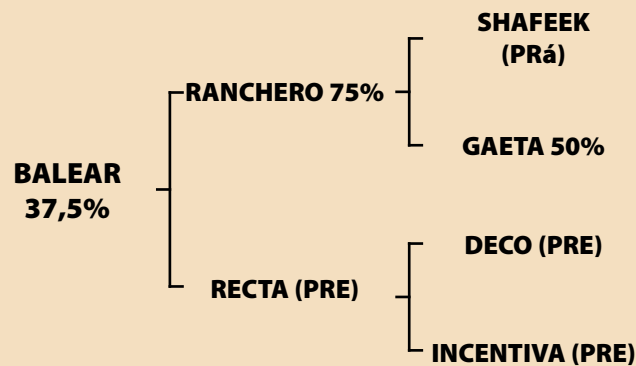 SHAFEEK
(PRá)
RANCHERO 75%
GAETA 50%
BALEAR
37,5%
DECO (PRE)
RECTA (PRE)
INCENTIVA (PRE)